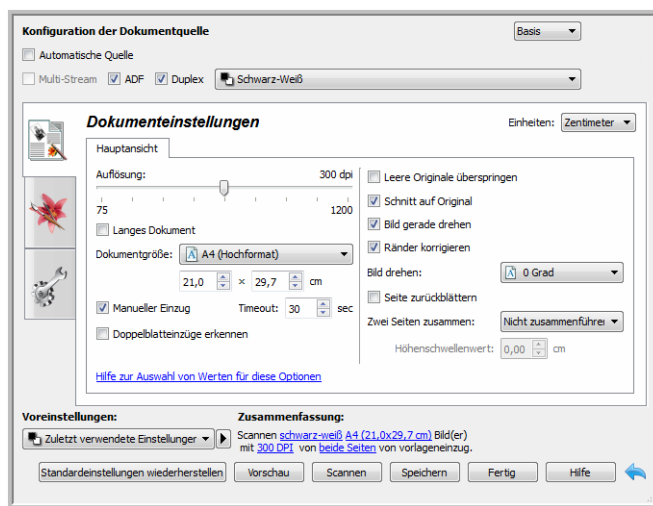 Konfiguration der Dokumentquelle
Basis
Automatische Quelle
Multi-Stream ADF Duplex Schwarz-Weiß
Dokumenteinstellungen
Einheiten: Zentimeter
Hauptansicht
Auflösung: 300 dpi
75 1200
Langes Dokument
Dokumentgröße: A4 (Hochformat)
21,0 × 29,7 cm
Manueller Einzug Timeout: 30 sec
Doppelblatteinzüge erkennen
Hilfe zur Auswahl von Werten für diese Optionen
Leere Originale überspringen
Schnitt auf Original
Bild gerade drehen
Ränder korrigieren
Bild drehen: 0 Grad
Seite zurückblättern
Zwei Seiten zusammen: Nicht zusammenführe
Höhenschwellenwert: 0,00 cm
Voreinstellungen:
Zuletzt verwendete Einstellunger
Zusammenfassung:
Scannen schwarz-weiß A4 (21,0x29,7 cm) Bild(er)
mit 300 DPI von beide Seiten von vorlageneinzug.
Standardeinstellungen wiederherstellen Vorschau Scannen Speichern Fertig Hilfe